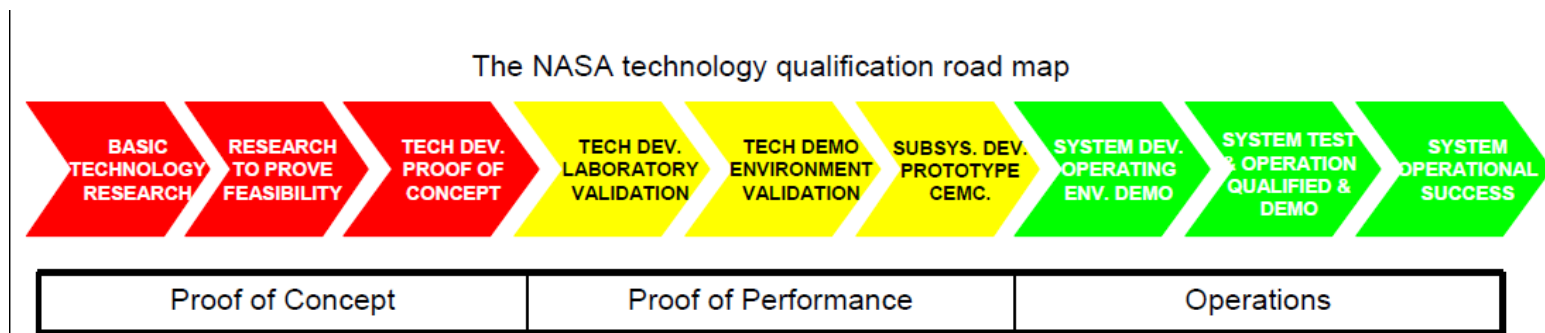 The NASA technology qualification road map
BASIC
TECHNOLOGY
RESEARCH
RESEARCH
TO PROVE
FEASIBILITY
TECH DEV.
PROOF OF
CONCEPT
TECH DEV.
LABORATORY
VALIDATION
TECH DEMO
ENVIRONMENT
VALIDATION
SUBSYS. DEV.
PROTOTYPE
CEMC.
SYSTEM DEV.
OPERATING
ENV. DEMO
SYSTEM TEST
& OPERATION
QUALIFIED &
DEMO
SYSTEM
OPERATIONAL
SUCCESS
Proof of Concept
Proof of Performance
Operations